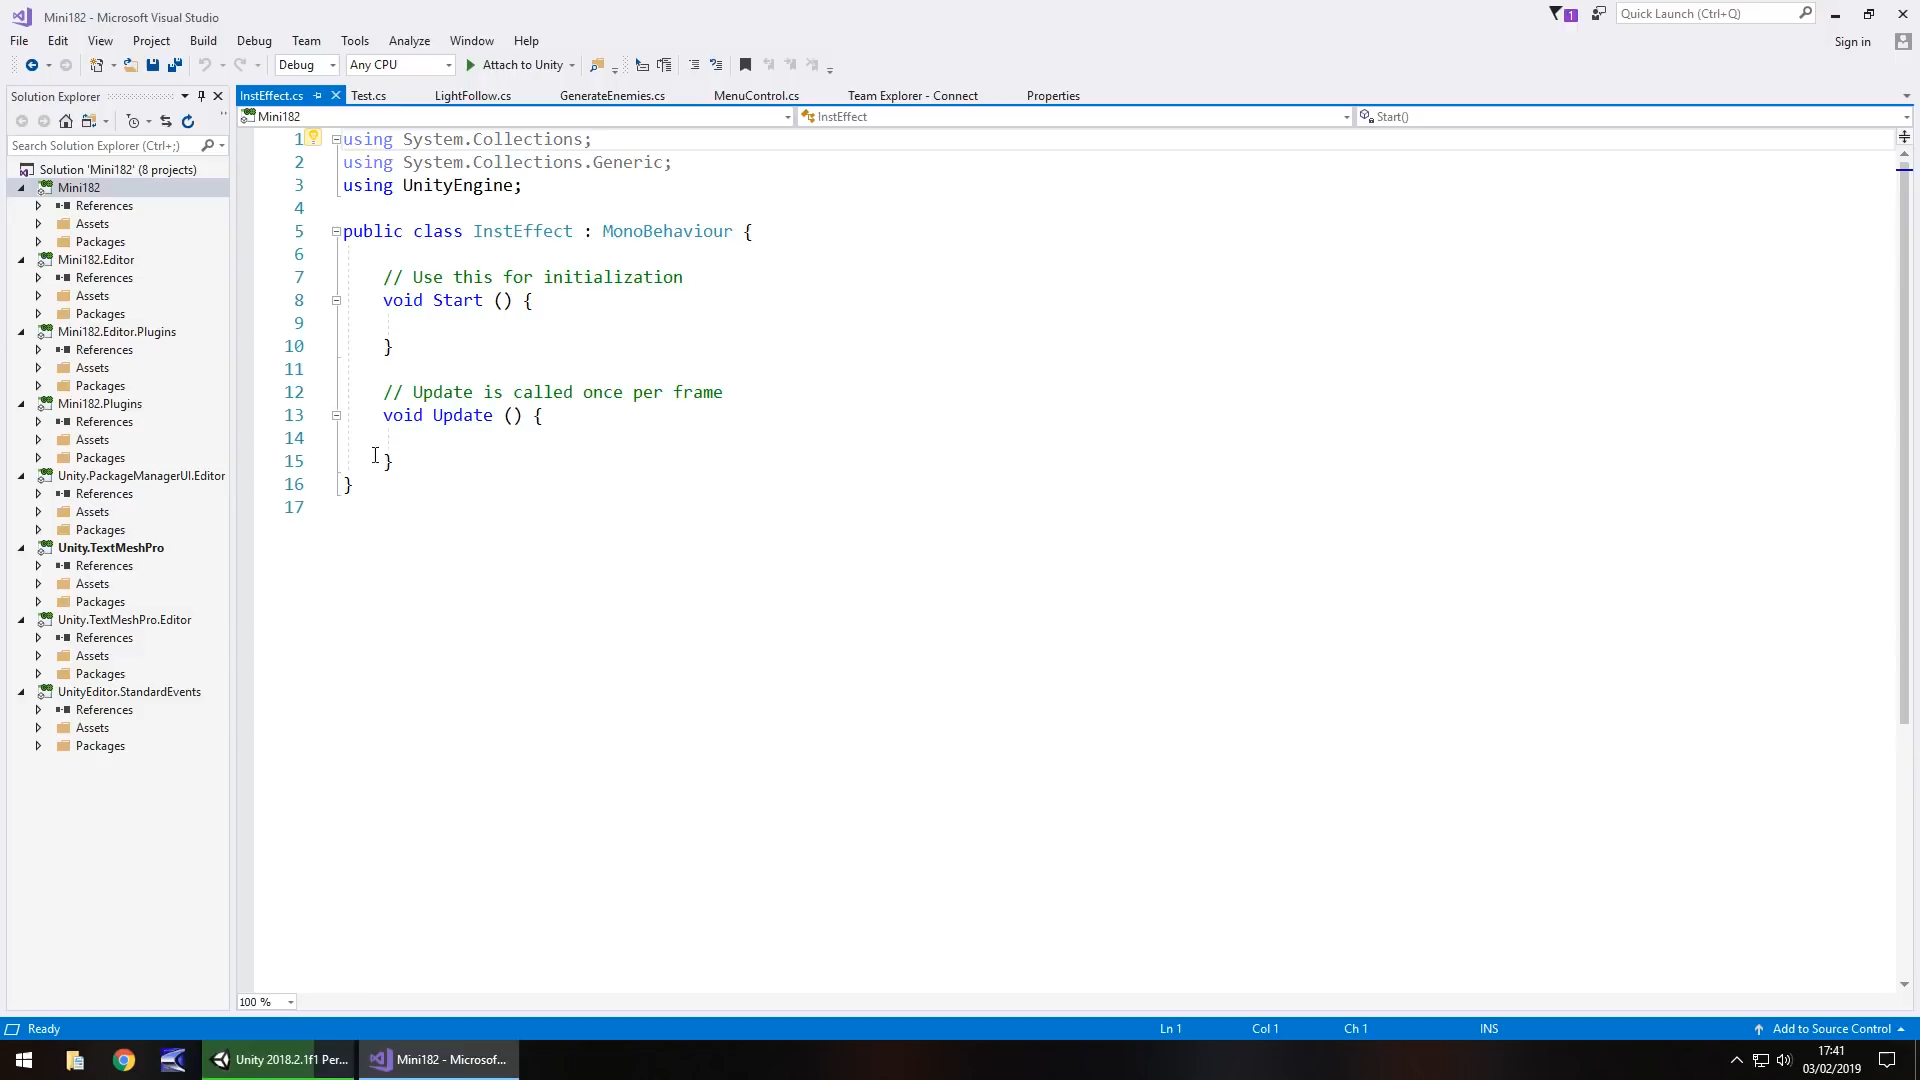 Mini182 - Microsoft Visual Studio
1
Quick Launch (Ctrl+Q)
File Edit View Project Build Debug Team Tools Analyze Window Help
Sign in
Debug Any CPU Attach to Unity
Solution Explorer
InstEffect.cs Test.cs LightFollow.cs GenerateEnemies.cs MenuControl.cs Team Explorer - Connect Properties
Mini182 InstEffect Start()
Search Solution Explorer (Ctrl+;)
Solution 'Mini182' (8 projects)
Mini182
References
Assets
Packages
Mini182.Editor
References
Assets
Packages
Mini182.Editor.Plugins
References
Assets
Packages
Mini182.Plugins
References
Assets
Packages
Unity.PackageManagerUI.Editor
References
Assets
Packages
Unity.TextMeshPro
References
Assets
Packages
Unity.TextMeshPro.Editor
References
Assets
Packages
UnityEditor.StandardEvents
References
Assets
Packages
1 using System.Collections;
2 using System.Collections.Generic;
3 using UnityEngine;
4
5 public class InstEffect : MonoBehaviour {
6
7 // Use this for initialization
8 void Start () {
9
10 }
11
12 // Update is called once per frame
13 void Update () {
14
15 }
16 }
17
100 %
Ready
Ln 1 Col 1 Ch 1 INS
Add to Source Control
Unity 2018.2.1f1 Per...
Mini182 - Microsof...
17:41
03/02/2019